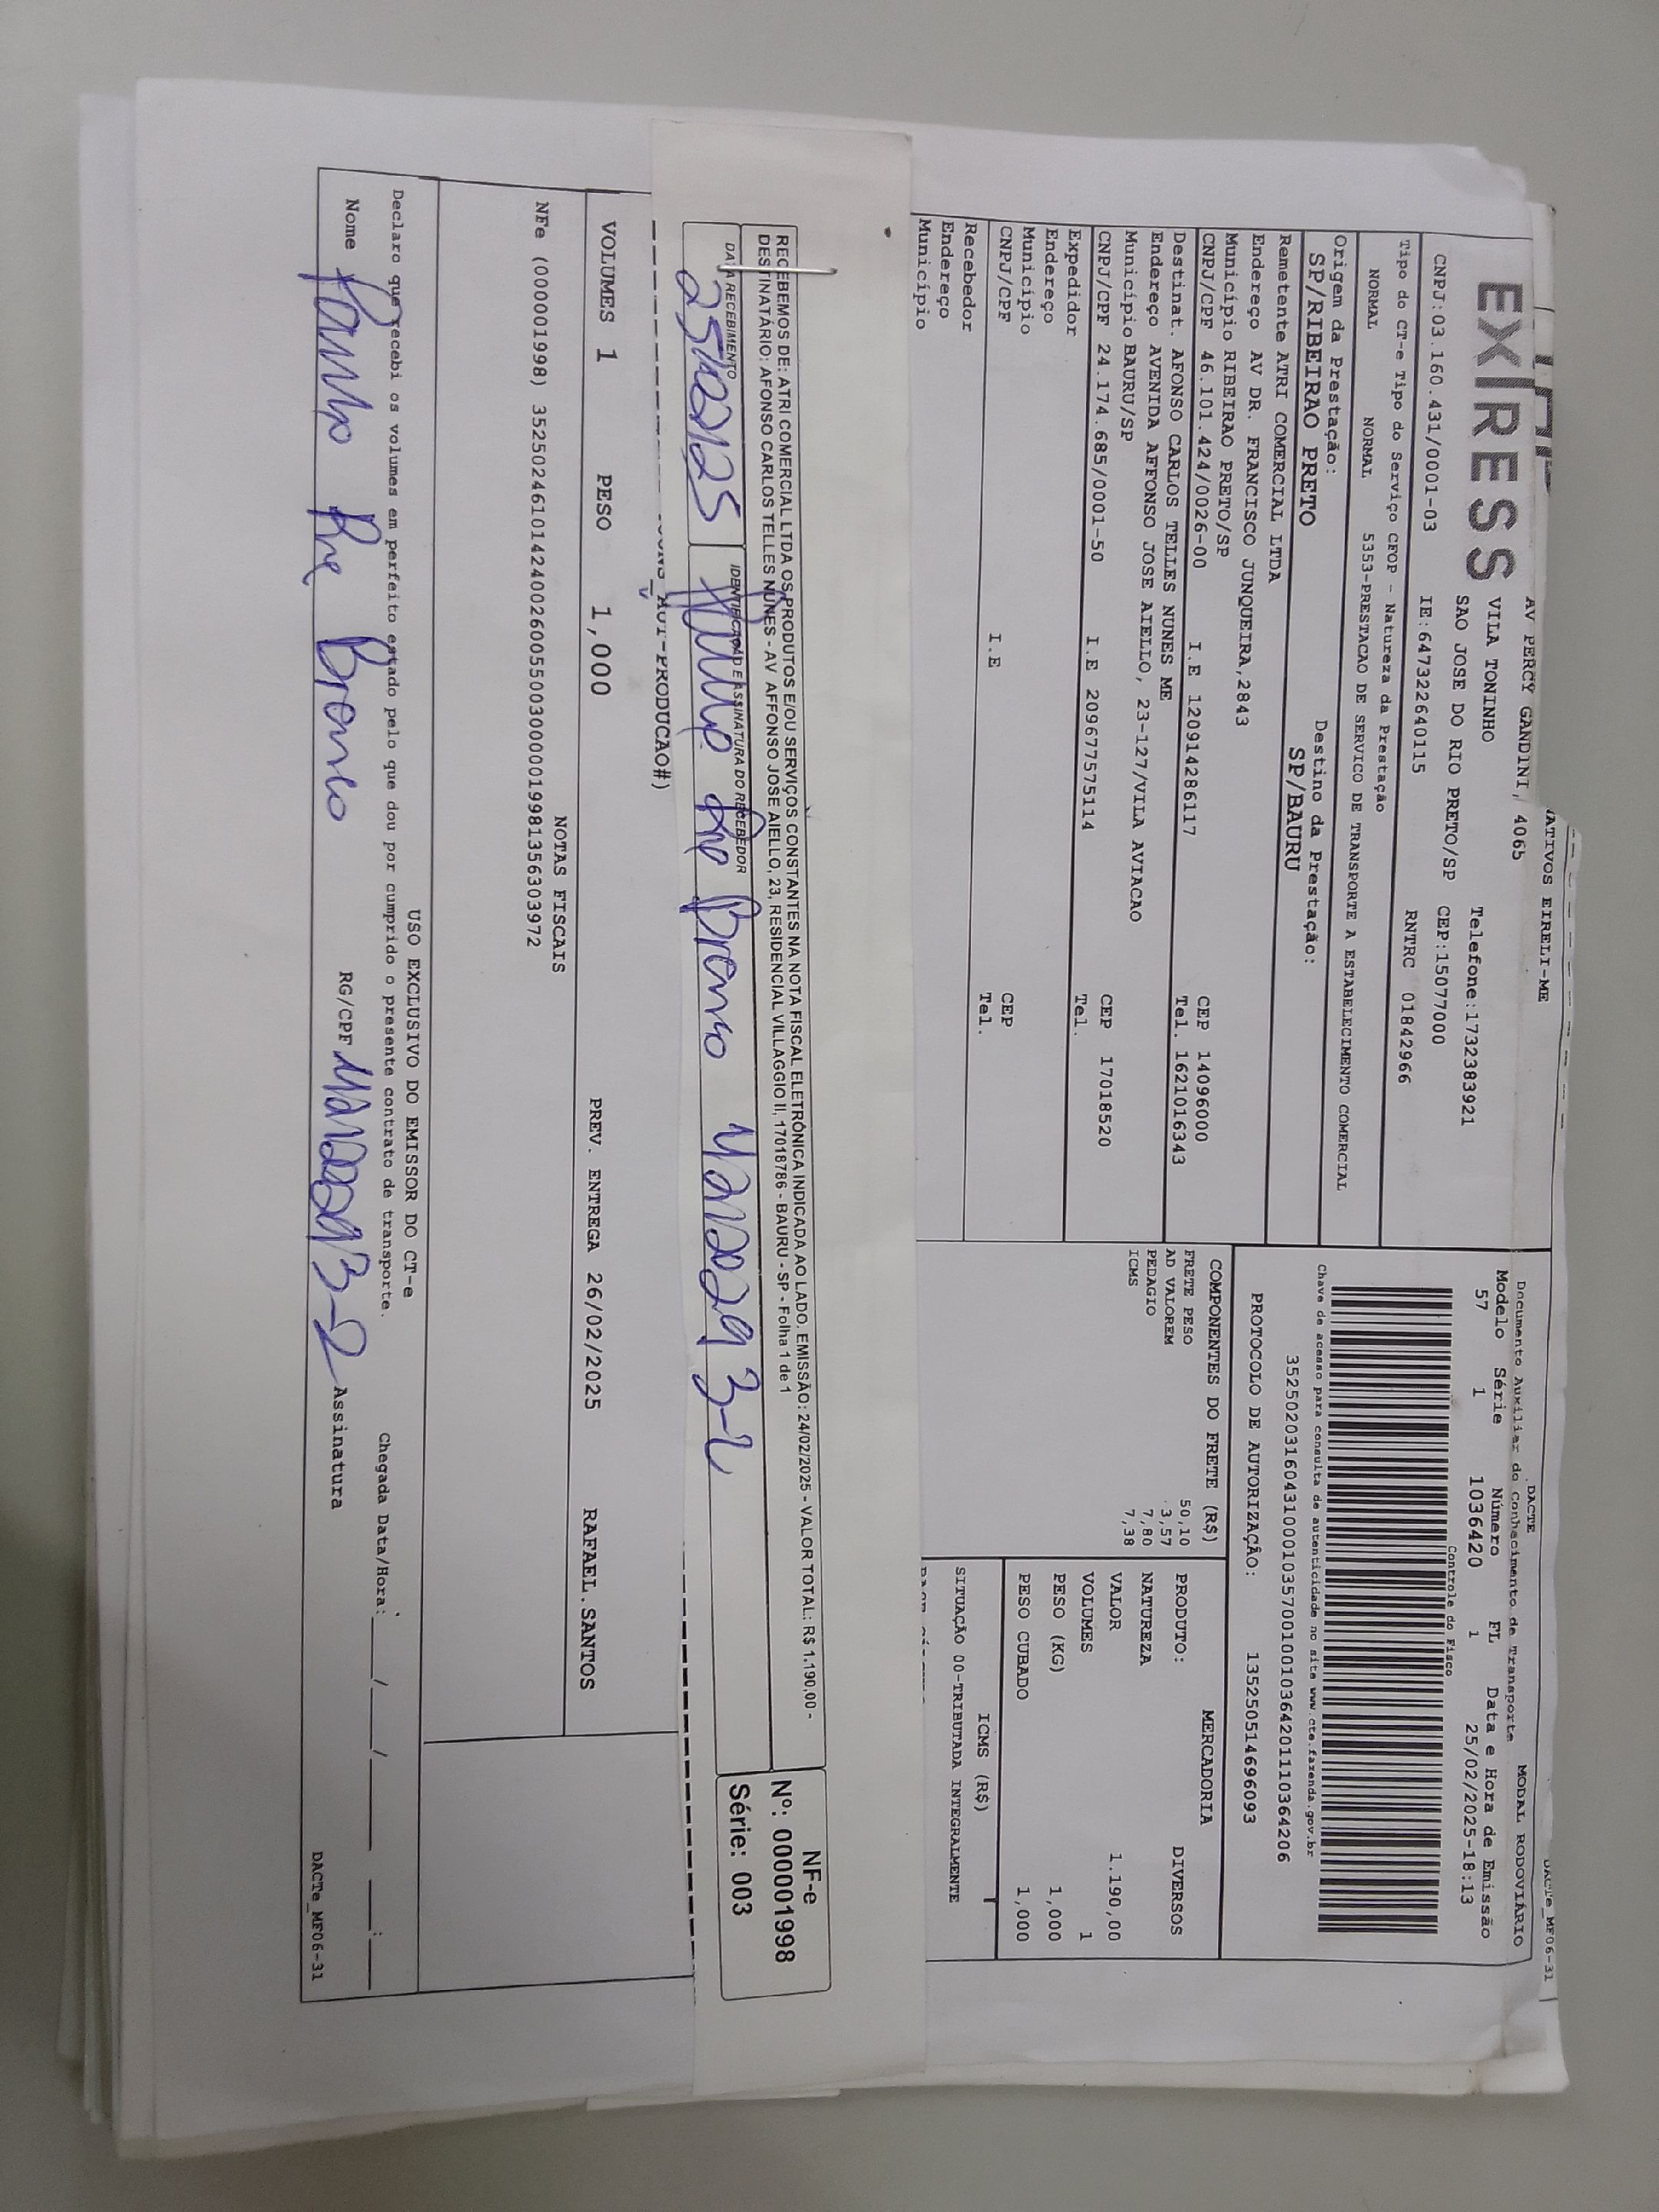 VATIVOS EIRELI-ME
EXPRESS
AV PERCY GANDINI, 4065
VILA TONINHO
SAO JOSE DO RIO PRETO/SP
Telefone:1732383921
CEP:15077000
CNPJ:03.160.431/0001-03 IE:647322640115 RNTRC 01842966
Tipo do CT-e Tipo do Serviço CFOP - Natureza da Prestação
NORMAL NORMAL 5353-PRESTACAO DE SERVICO DE TRANSPORTE A ESTABELECIMENTO COMERCIAL
Origem da Prestação: Destino da Prestação:
SP/RIBEIRAO PRETO SP/BAURU
Remetente ATRI COMERCIAL LTDA
Endereço AV DR. FRANCISCO JUNQUEIRA,2843
Município RIBEIRAO PRETO/SP CEP 14096000
CNPJ/CPF 46.101.424/0026-00 I.E 120914286117 Tel. 1621016343
Destinat. AFONSO CARLOS TELLES NUNES ME
Endereço AVENIDA AFFONSO JOSE AIELLO, 23-127/VILA AVIACAO
Município BAURU/SP CEP 17018520
CNPJ/CPF 24.174.685/0001-50 I.E 209677575114 Tel.
Expedidor
Endereço
Município CEP
CNPJ/CPF I.E Tel.
Recebedor
Endereço
Município
DACTE_MF06-31
DACTE MODAL RODOVIÁRIO
Documento Auxiliar do Conhecimento de Transporte
Modelo Série Número FL Data e Hora de Emissão
57 1 1036420 1 25/02/2025-18:13
Controle do Fisco
Chave de acesso para consulta de autenticidade no site www.cte.fazenda.gov.br
35250203160431000103570010010364201110364206
PROTOCOLO DE AUTORIZAÇÃO: 135250514696093
COMPONENTES DO FRETE (R$)
FRETE PESO 50,10
AD VALOREM 3,57
PEDAGIO 7,80
ICMS 7,38
MERCADORIA
PRODUTO: DIVERSOS
NATUREZA
VALOR 1.190,00
VOLUMES 1
PESO (KG) 1,000
PESO CUBADO 1,000
ICMS (R$)
SITUAÇÃO 00-TRIBUTADA INTEGRALMENTE
RECEBEMOS DE: ATRI COMERCIAL LTDA OS PRODUTOS E/OU SERVIÇOS CONSTANTES NA NOTA FISCAL ELETRÔNICA INDICADA AO LADO. EMISSÃO: 24/02/2025 - VALOR TOTAL: R$ 1.190,00 -
DESTINATÁRIO: AFONSO CARLOS TELLES NUNES - AV AFFONSO JOSE AIELLO, 23, RESIDENCIAL VILLAGGIO II, 17018786 - BAURU - SP - Folha 1 de 1
DATA RECEBIMENTO IDENTIFICAÇÃO E ASSINATURA DO RECEBEDOR
NF-e
Nº: 000001998
Série: 003
AUT-PRODUCAO#)
VOLUMES 1 PESO 1,000 PREV. ENTREGA 26/02/2025 RAFAEL.SANTOS
NOTAS FISCAIS
NFe (000001998) 35250246101424002600550030000019981356303972
USO EXCLUSIVO DO EMISSOR DO CT-e
Declaro que recebi os volumes em perfeito estado pelo que dou por cumprido o presente contrato de transporte. Chegada Data/Hora: __/__/____ __:__
Nome RG/CPF Assinatura
DACTe_MF06-31